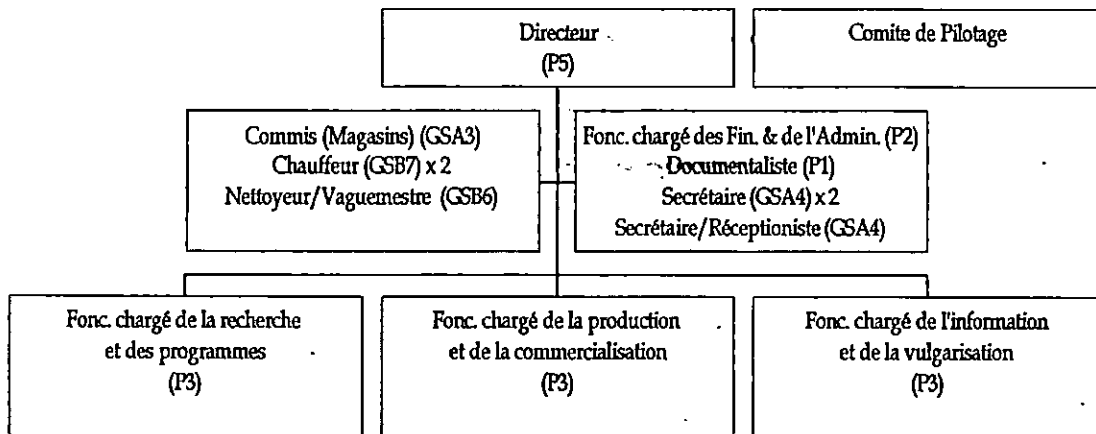 Directeur
(P5)
Comite de Pilotage
Commis (Magasins) (GSA3)
Chauffeur (GSB7) x 2
Nettoyeur/Vaguemestre (GSB6)
Fonc. chargé des Fin. & de l'Admin. (P2)
Documentaliste (P1)
Secrétaire (GSA4) x 2
Secrétaire/Réceptioniste (GSA4)
Fonc. chargé de la recherche
et des programmes
(P3)
Fonc. chargé de la production
et de la commercialisation
(P3)
Fonc. chargé de l'information
et de la vulgarisation
(P3)